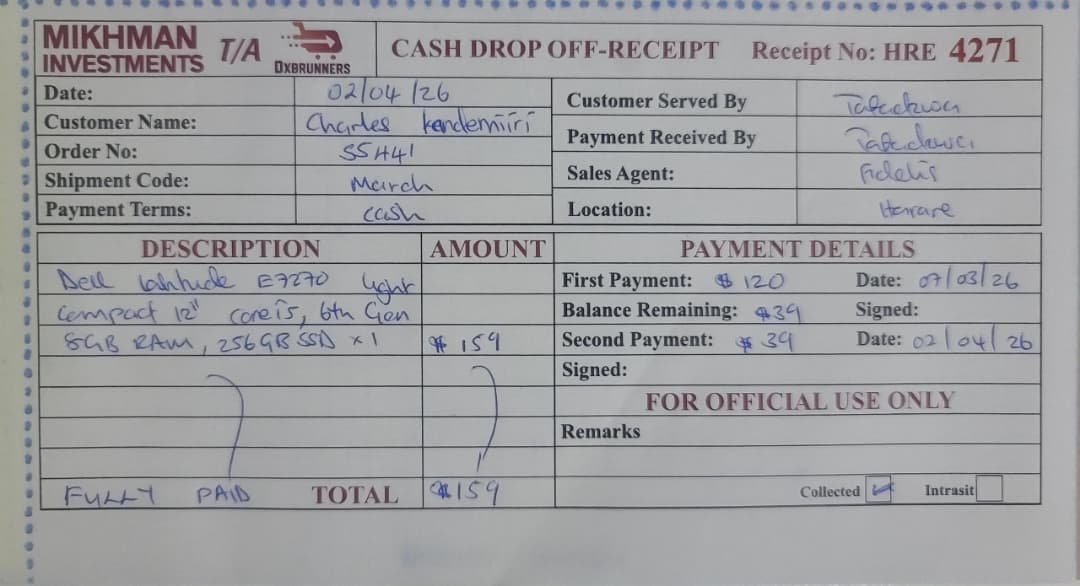 MIKHMAN INVESTMENTS T/A OXBRUNNERS CASH DROP OFF-RECEIPT Receipt No: HRE 4271
Date: 02/04/26
Customer Name: Charles Kendemiiri
Order No: SS441
Shipment Code: March
Payment Terms: cash
Customer Served By Tafadzwa
Payment Received By Tafadzwa
Sales Agent: Fidelis
Location: Harare
DESCRIPTION AMOUNT
Dell latitude E7270 light
compact 12" core i5, 6th Gen
8GB RAM, 256GB SSD x 1 $159
FULLY PAID TOTAL $159
PAYMENT DETAILS
First Payment: $120 Date: 07/03/26
Balance Remaining: $39 Signed:
Second Payment: $39 Date: 02/04/26
Signed:
FOR OFFICIAL USE ONLY
Remarks
Collected Intrasit